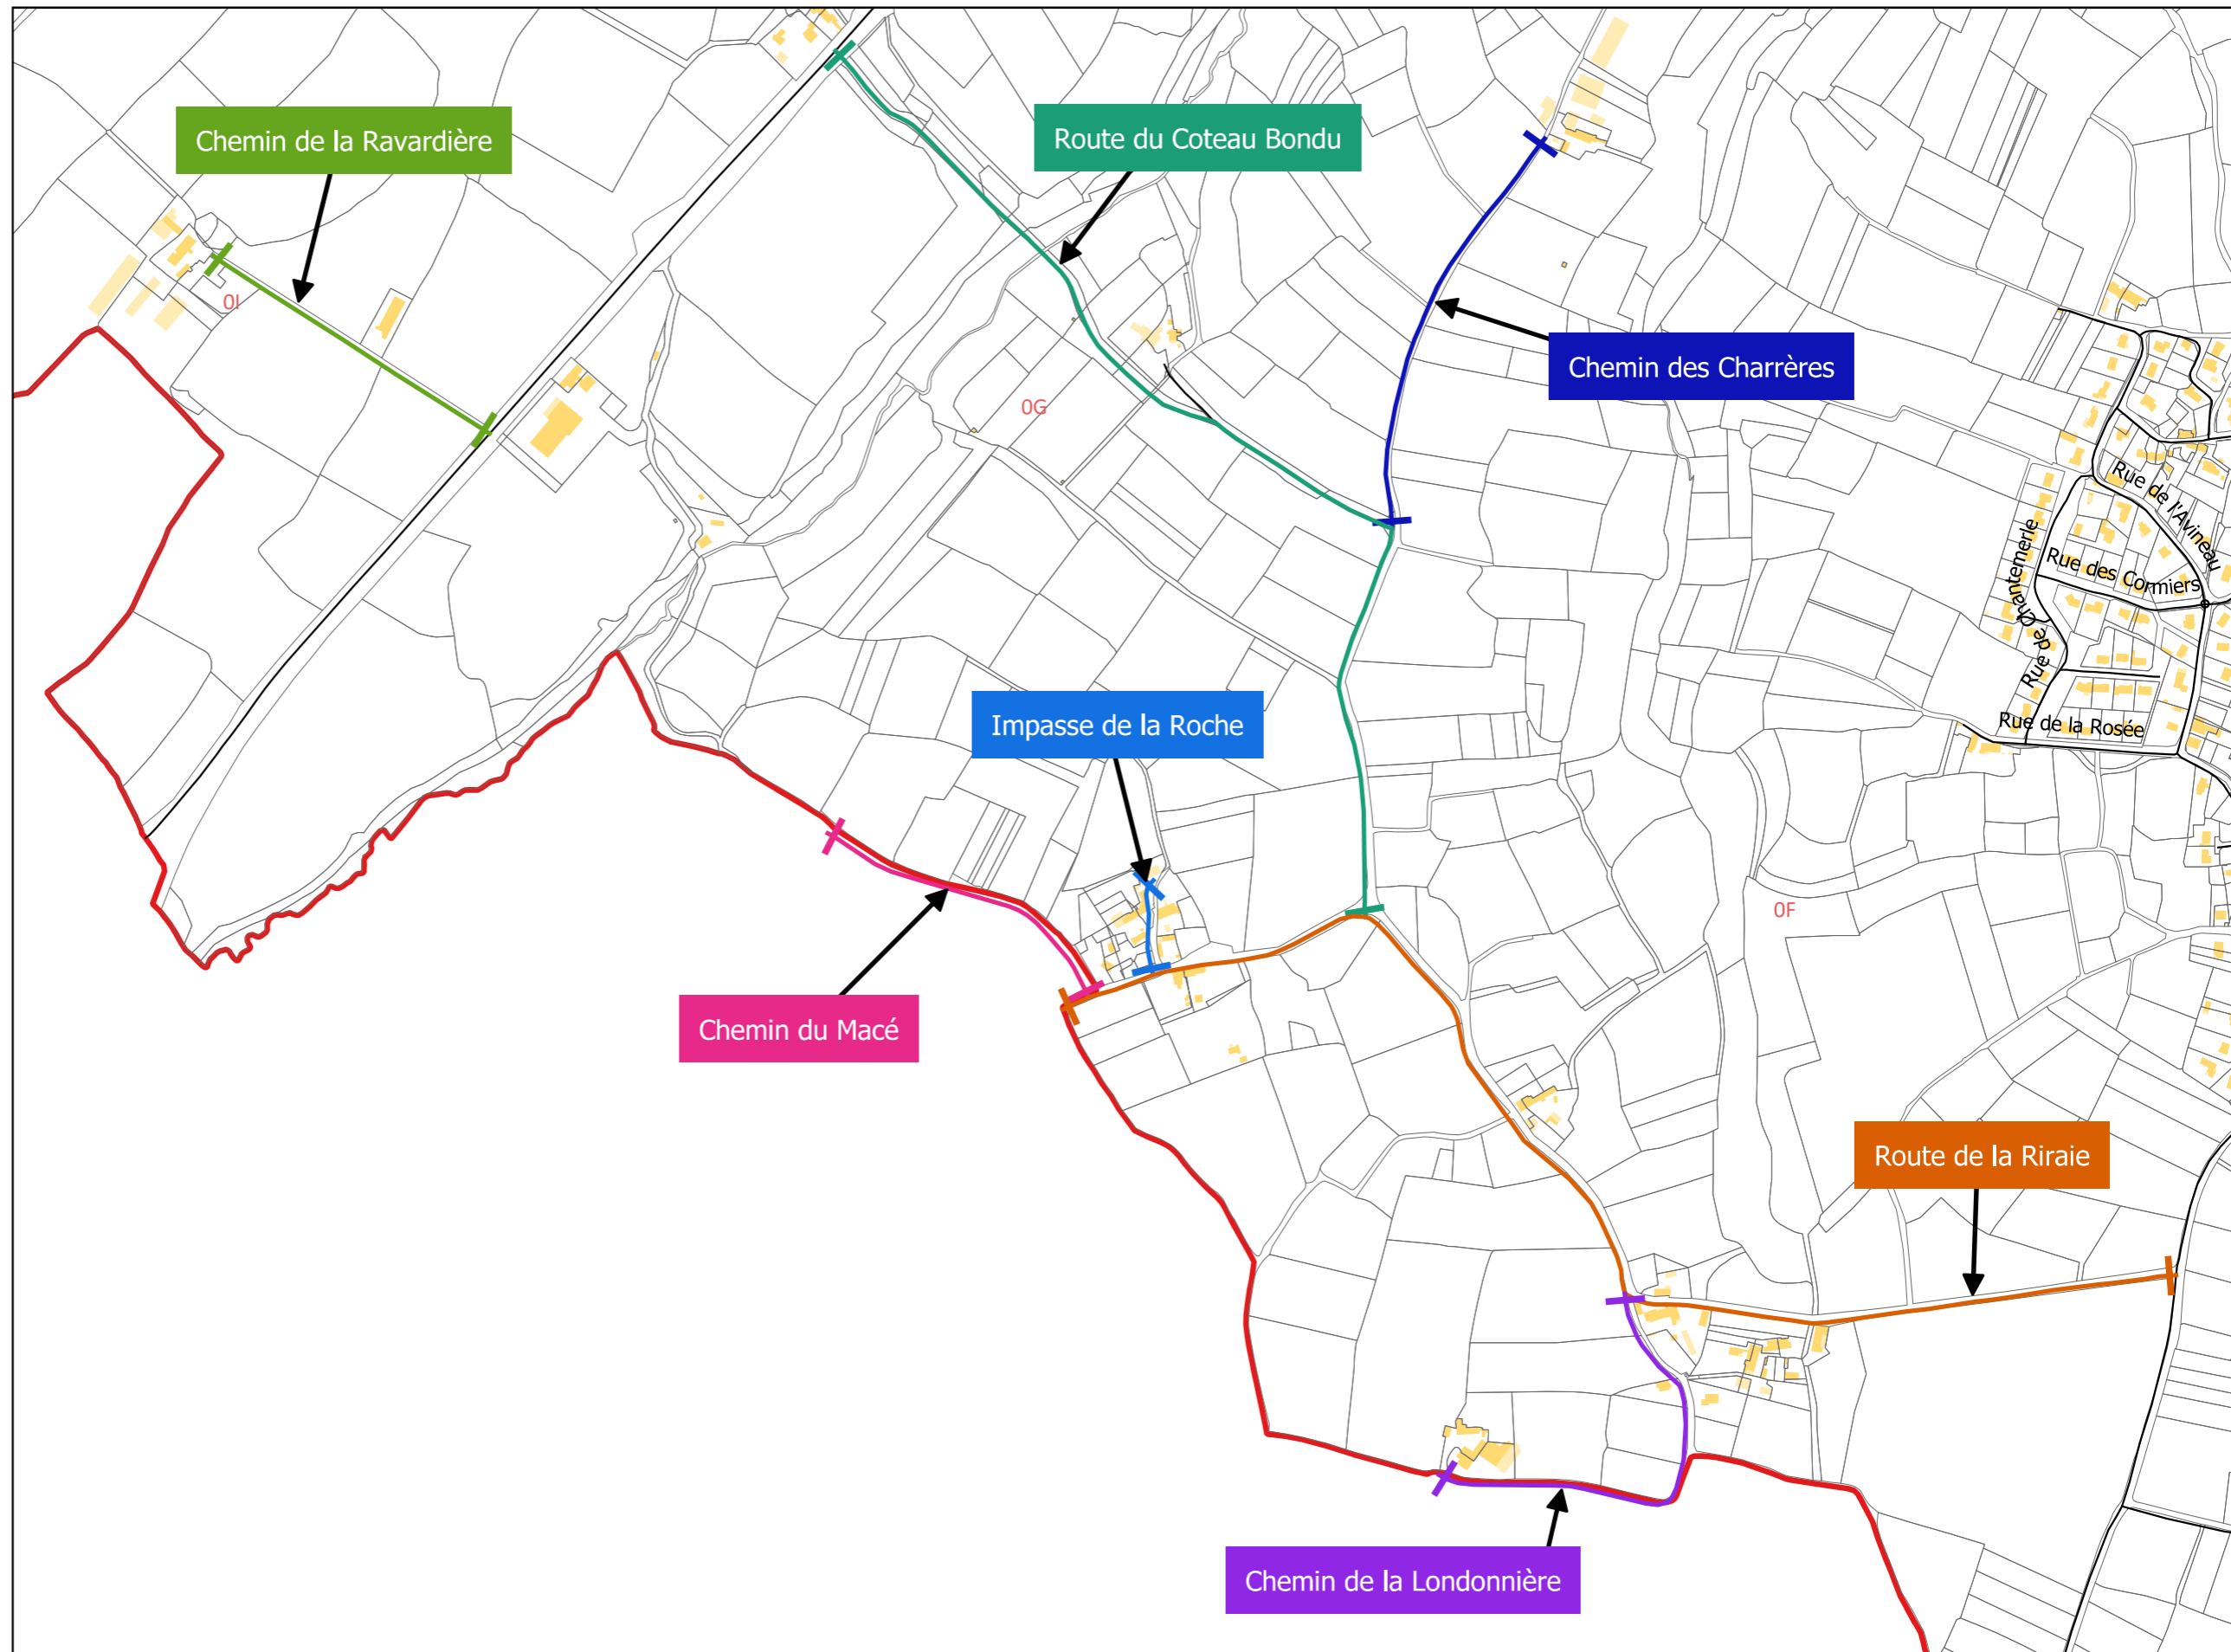 Chemin de la Ravardière
Route du Coteau Bondu
0I
Chemin des Charrères
0G
Rue de l'Avineau
Rue de Chantemerle
Rue des Cormiers
Impasse de la Roche
Rue de la Rosée
0F
Chemin du Macé
Route de la Riraie
Chemin de la Londonnière